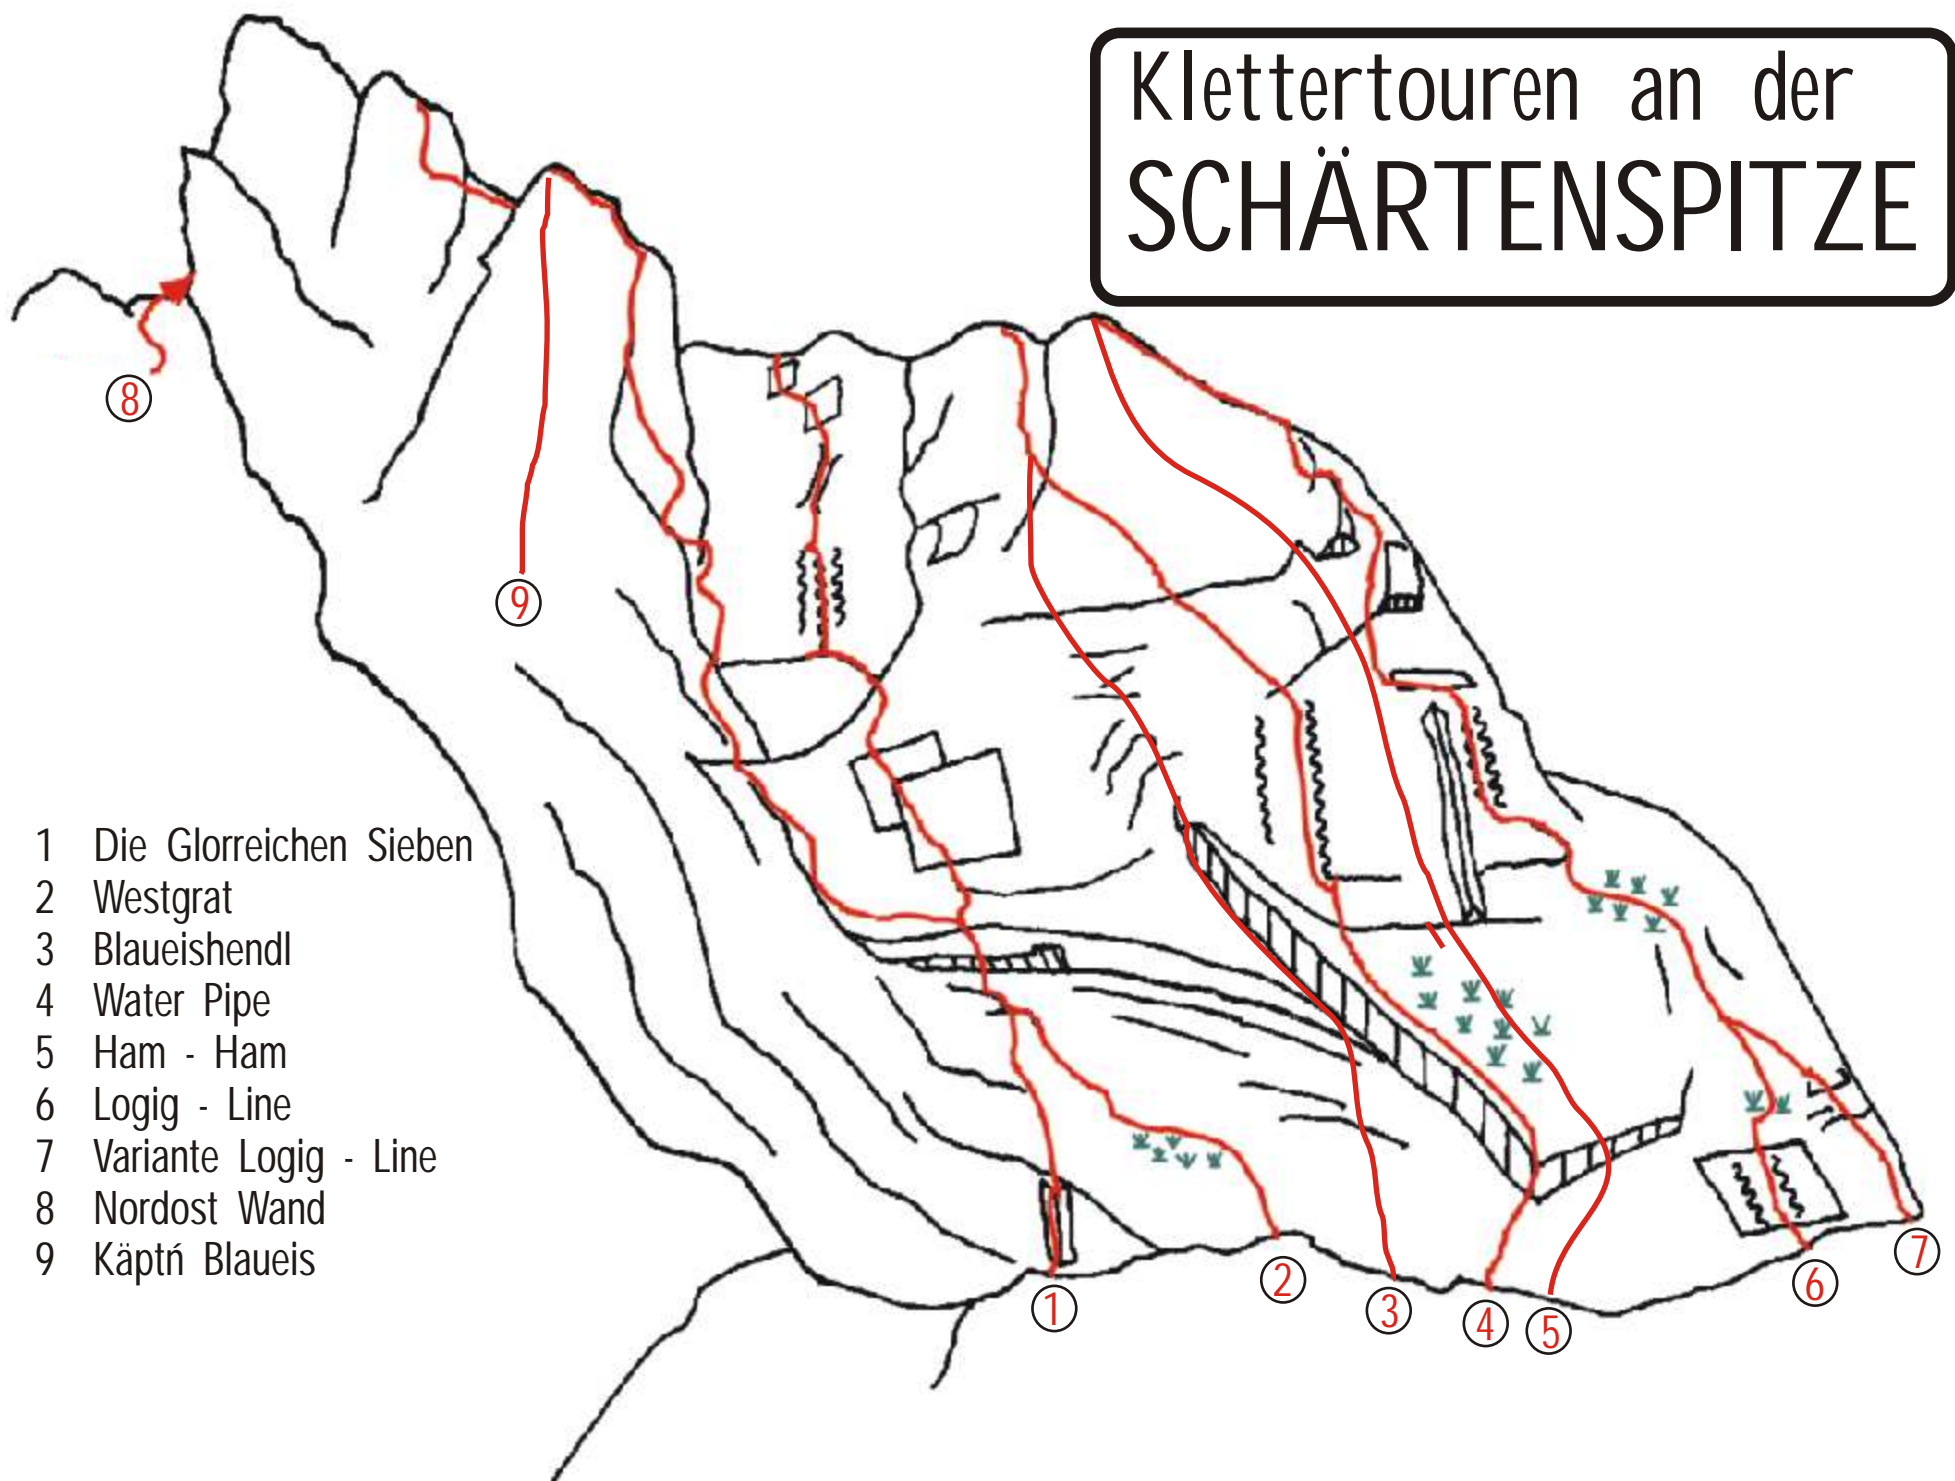 Klettertouren an der
SCHÄRTENSPITZE
8
9
1 Die Glorreichen Sieben
2 Westgrat
3 Blaueishendl
4 Water Pipe
5 Ham - Ham
6 Logig - Line
7 Variante Logig - Line
8 Nordost Wand
9 Käptń Blaueis
1
2
3
4
5
6
7